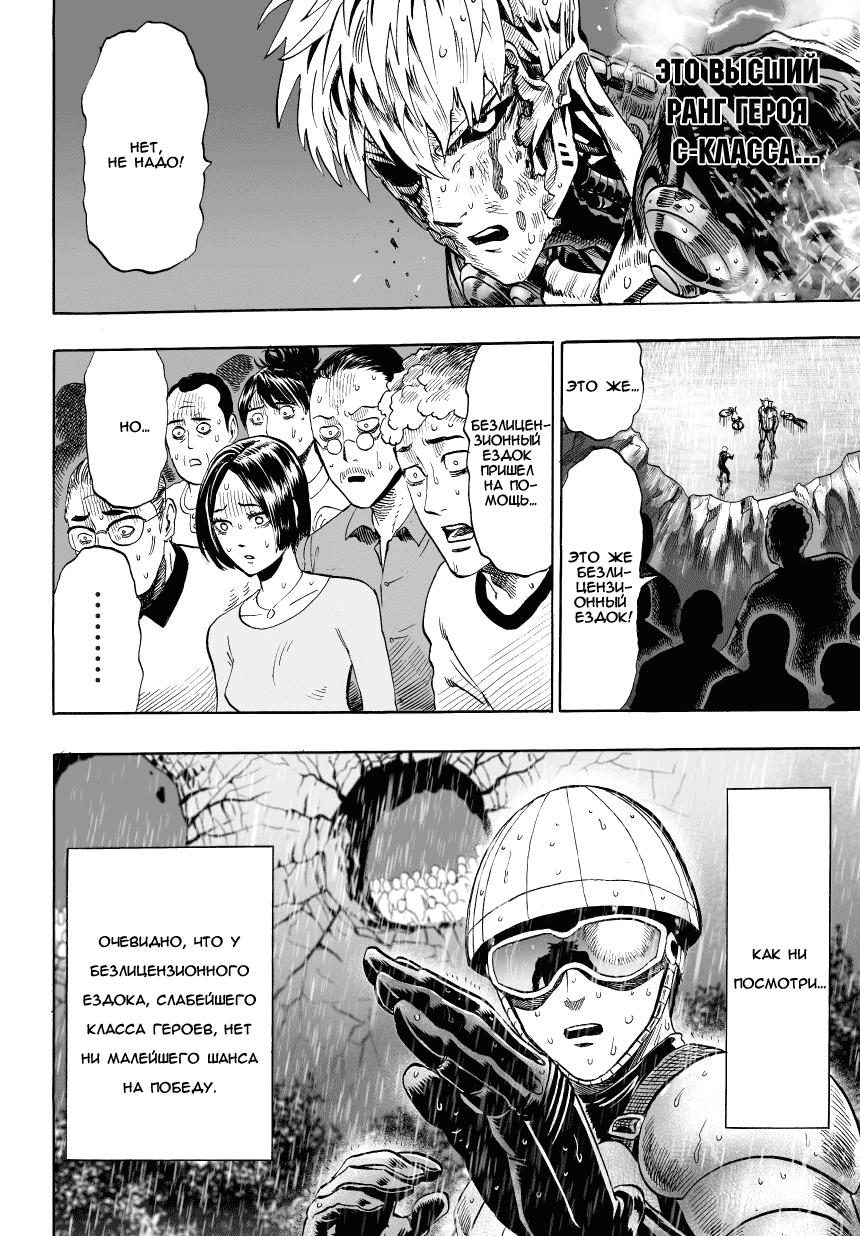 ЭТО ВЫСШИЙ
РАНГ ГЕРОЯ
С-КЛАССА...
НЕТ,
НЕ НАДО!
ЭТО ЖЕ...
ЭТО ЖЕ
БЕЗЛИ-
ЦЕНЗИ-
ОННЫЙ
ЕЗДОК!
БЕЗЛИЦЕН-
ЗИОННЫЙ
ЕЗДОК
ПРИШЕЛ
НА ПО-
МОЩЬ...
НО...
.......
КАК НИ
ПОСМОТРИ...
ОЧЕВИДНО, ЧТО У
БЕЗЛИЦЕНЗИОННОГО
ЕЗДОКА, СЛАБЕЙШЕГО
КЛАССА ГЕРОЕВ, НЕТ
НИ МАЛЕЙШЕГО ШАНСА
НА ПОБЕДУ.